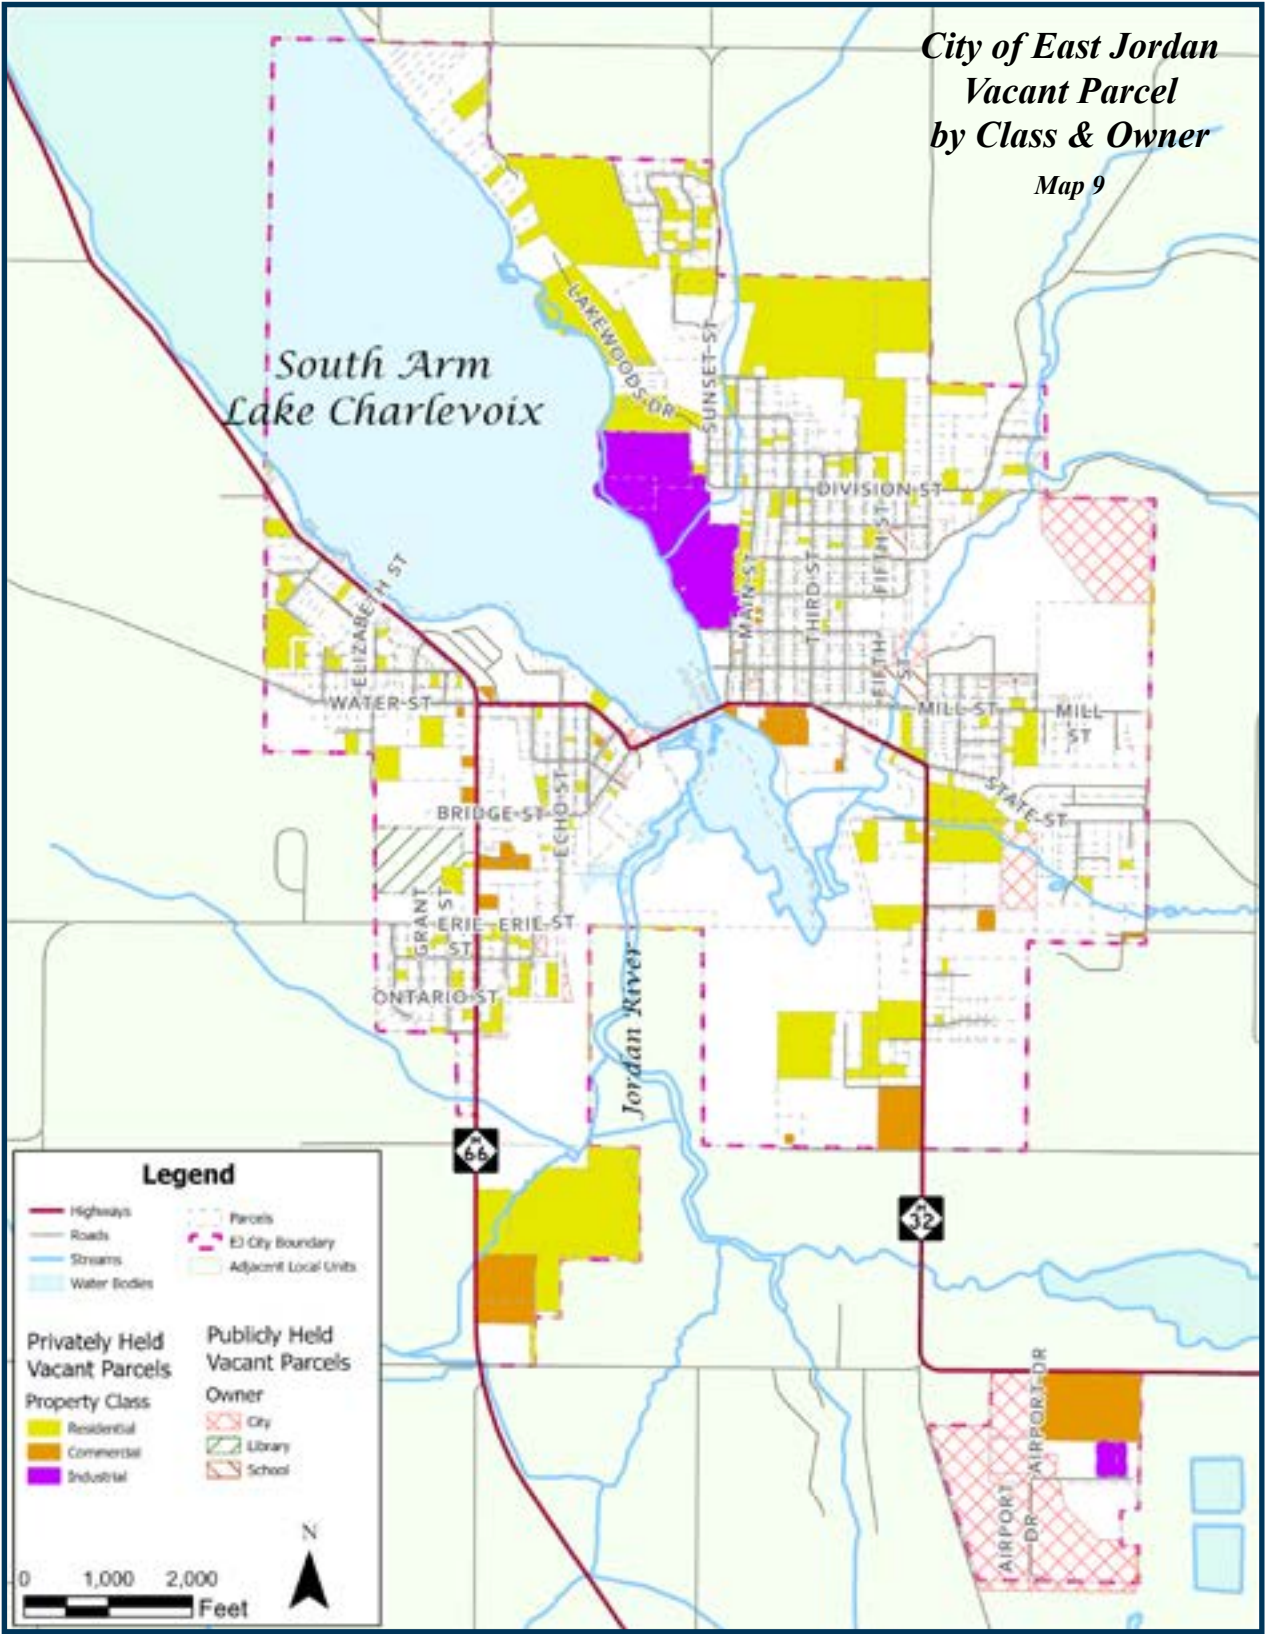 City of East Jordan
Vacant Parcel
by Class & Owner
Map 9
South Arm
Lake Charlevoix
LAKEWOODS DR
SUNSET ST
DIVISION ST
FIFTH ST
MAIN ST
THIRD ST
FIFTH
ST
ELIZABETH ST
WATER ST
MILL ST
MILL
ST
STATE ST
BRIDGE ST
ECHO ST
GRANT
ST
ERIE
ST
ERIE ST
ONTARIO ST
Jordan River
M
66
M
32
AIRPORT DR
AIRPORT
DR
Legend
Highways
Roads
Streams
Water Bodies
Parcels
EJ City Boundary
Adjacent Local Units
Privately Held
Vacant Parcels
Property Class
Residential
Commercial
Industrial
Publicly Held
Vacant Parcels
Owner
City
Library
School
N
0 1,000 2,000
Feet